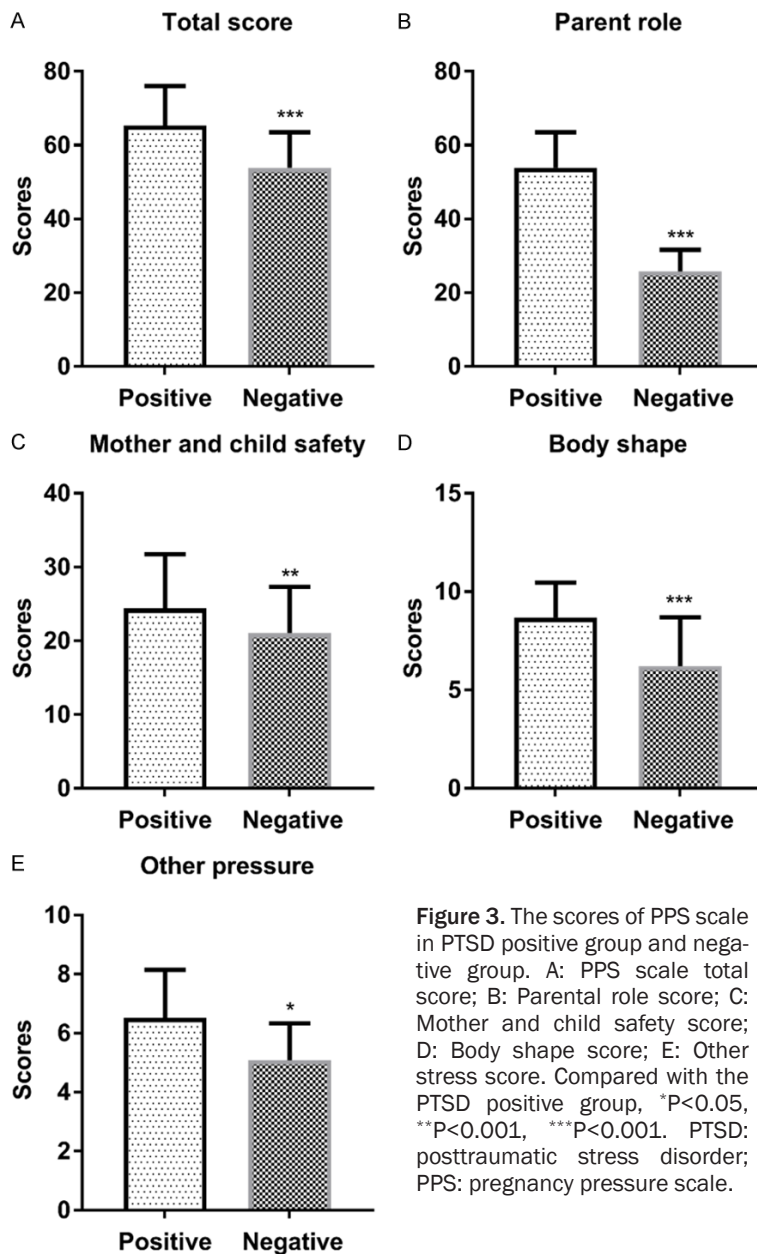 A
Total score
Scores
80
60
40
20
0
***
Positive Negative
B
Parent role
Scores
80
60
40
20
0
***
Positive Negative
C
Mother and child safety
Scores
40
30
20
10
0
**
Positive Negative
D
Body shape
Scores
15
10
5
0
***
Positive Negative
E
Other pressure
Scores
10
8
6
4
2
0
*
Positive Negative
Figure 3. The scores of PPS scale
in PTSD positive group and nega-
tive group. A: PPS scale total
score; B: Parental role score; C:
Mother and child safety score;
D: Body shape score; E: Other
stress score. Compared with the
PTSD positive group, *P<0.05,
**P<0.001, ***P<0.001. PTSD:
posttraumatic stress disorder;
PPS: pregnancy pressure scale.